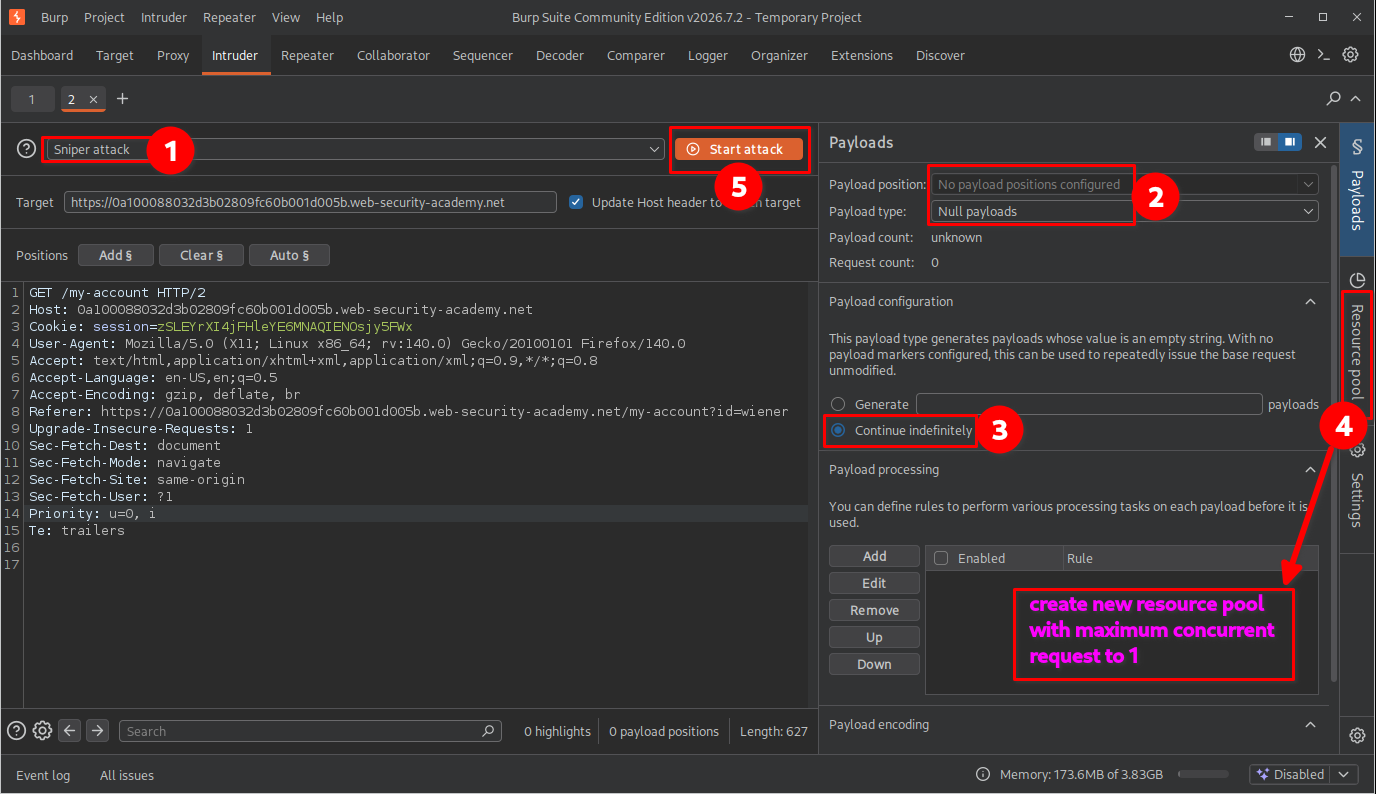 Burp Project Intruder Repeater View Help Burp Suite Community Edition v2026.7.2 - Temporary Project
Dashboard Target Proxy Intruder Repeater Collaborator Sequencer Decoder Comparer Logger Organizer Extensions Discover
1 2 × +
Sniper attack 1 Start attack 5
Target https://0a100088032d3b02809fc60b001d005b.web-security-academy.net Update Host header to target
Positions Add § Clear § Auto §
1 GET /my-account HTTP/2
2 Host: 0a100088032d3b02809fc60b001d005b.web-security-academy.net
3 Cookie: session=zSLEYrXI4jFHleYE6MNAQIENOsjy5FWx
4 User-Agent: Mozilla/5.0 (X11; Linux x86_64; rv:140.0) Gecko/20100101 Firefox/140.0
5 Accept: text/html,application/xhtml+xml,application/xml;q=0.9,*/*;q=0.8
6 Accept-Language: en-US,en;q=0.5
7 Accept-Encoding: gzip, deflate, br
8 Referer: https://0a100088032d3b02809fc60b001d005b.web-security-academy.net/my-account?id=wiener
9 Upgrade-Insecure-Requests: 1
10 Sec-Fetch-Dest: document
11 Sec-Fetch-Mode: navigate
12 Sec-Fetch-Site: same-origin
13 Sec-Fetch-User: ?1
14 Priority: u=0, i
15 Te: trailers
16
17
Search 0 highlights 0 payload positions Length: 627
Payloads
Payload position: No payload positions configured 2
Payload type: Null payloads
Payload count: unknown
Request count: 0
Payload configuration
This payload type generates payloads whose value is an empty string. With no
payload markers configured, this can be used to repeatedly issue the base request
unmodified.
Generate payloads
Continue indefinitely 3
Payload processing
You can define rules to perform various processing tasks on each payload before it is
used.
Add Enabled Rule
Edit
Remove
Up
Down
create new resource pool
with maximum concurrent
request to 1
Payload encoding
§ Payloads
Resource pool
4
Settings
Event log All issues Memory: 173.6MB of 3.83GB Disabled